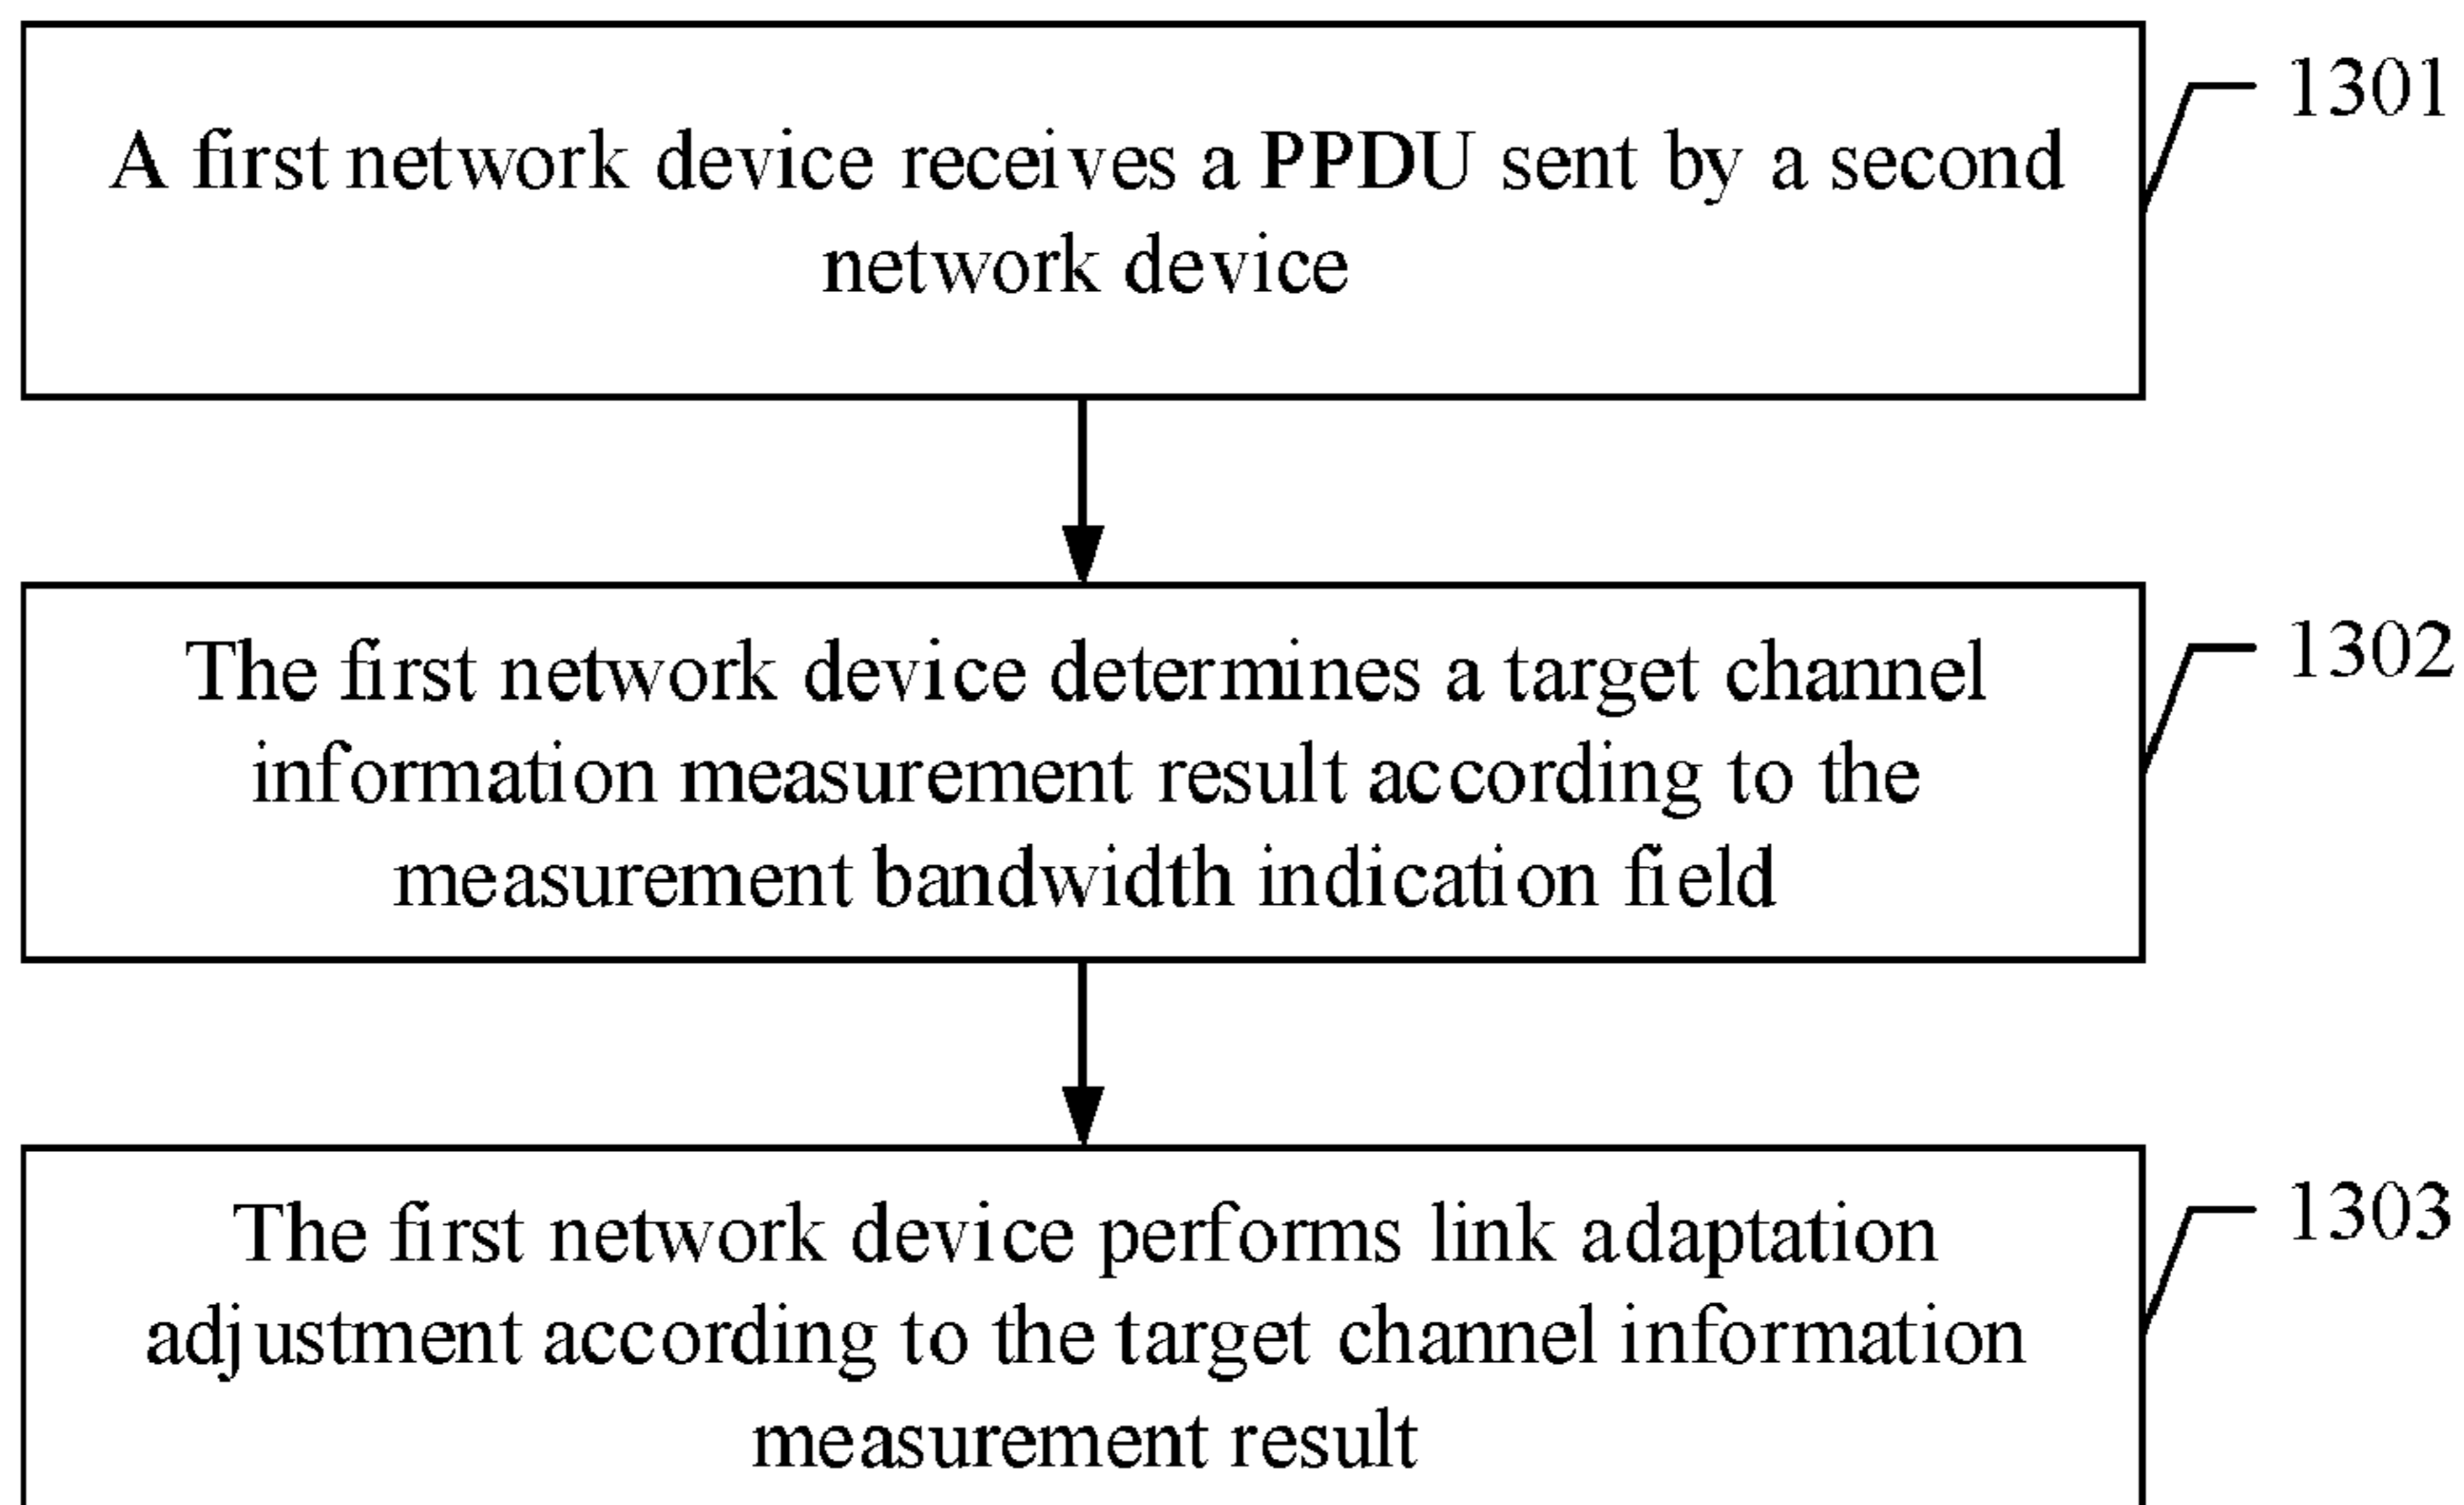 A first network device receives a PPDU sent by a second
network device
1301
The first network device determines a target channel
information measurement result according to the
measurement bandwidth indication field
1302
The first network device performs link adaptation
adjustment according to the target channel information
measurement result
1303